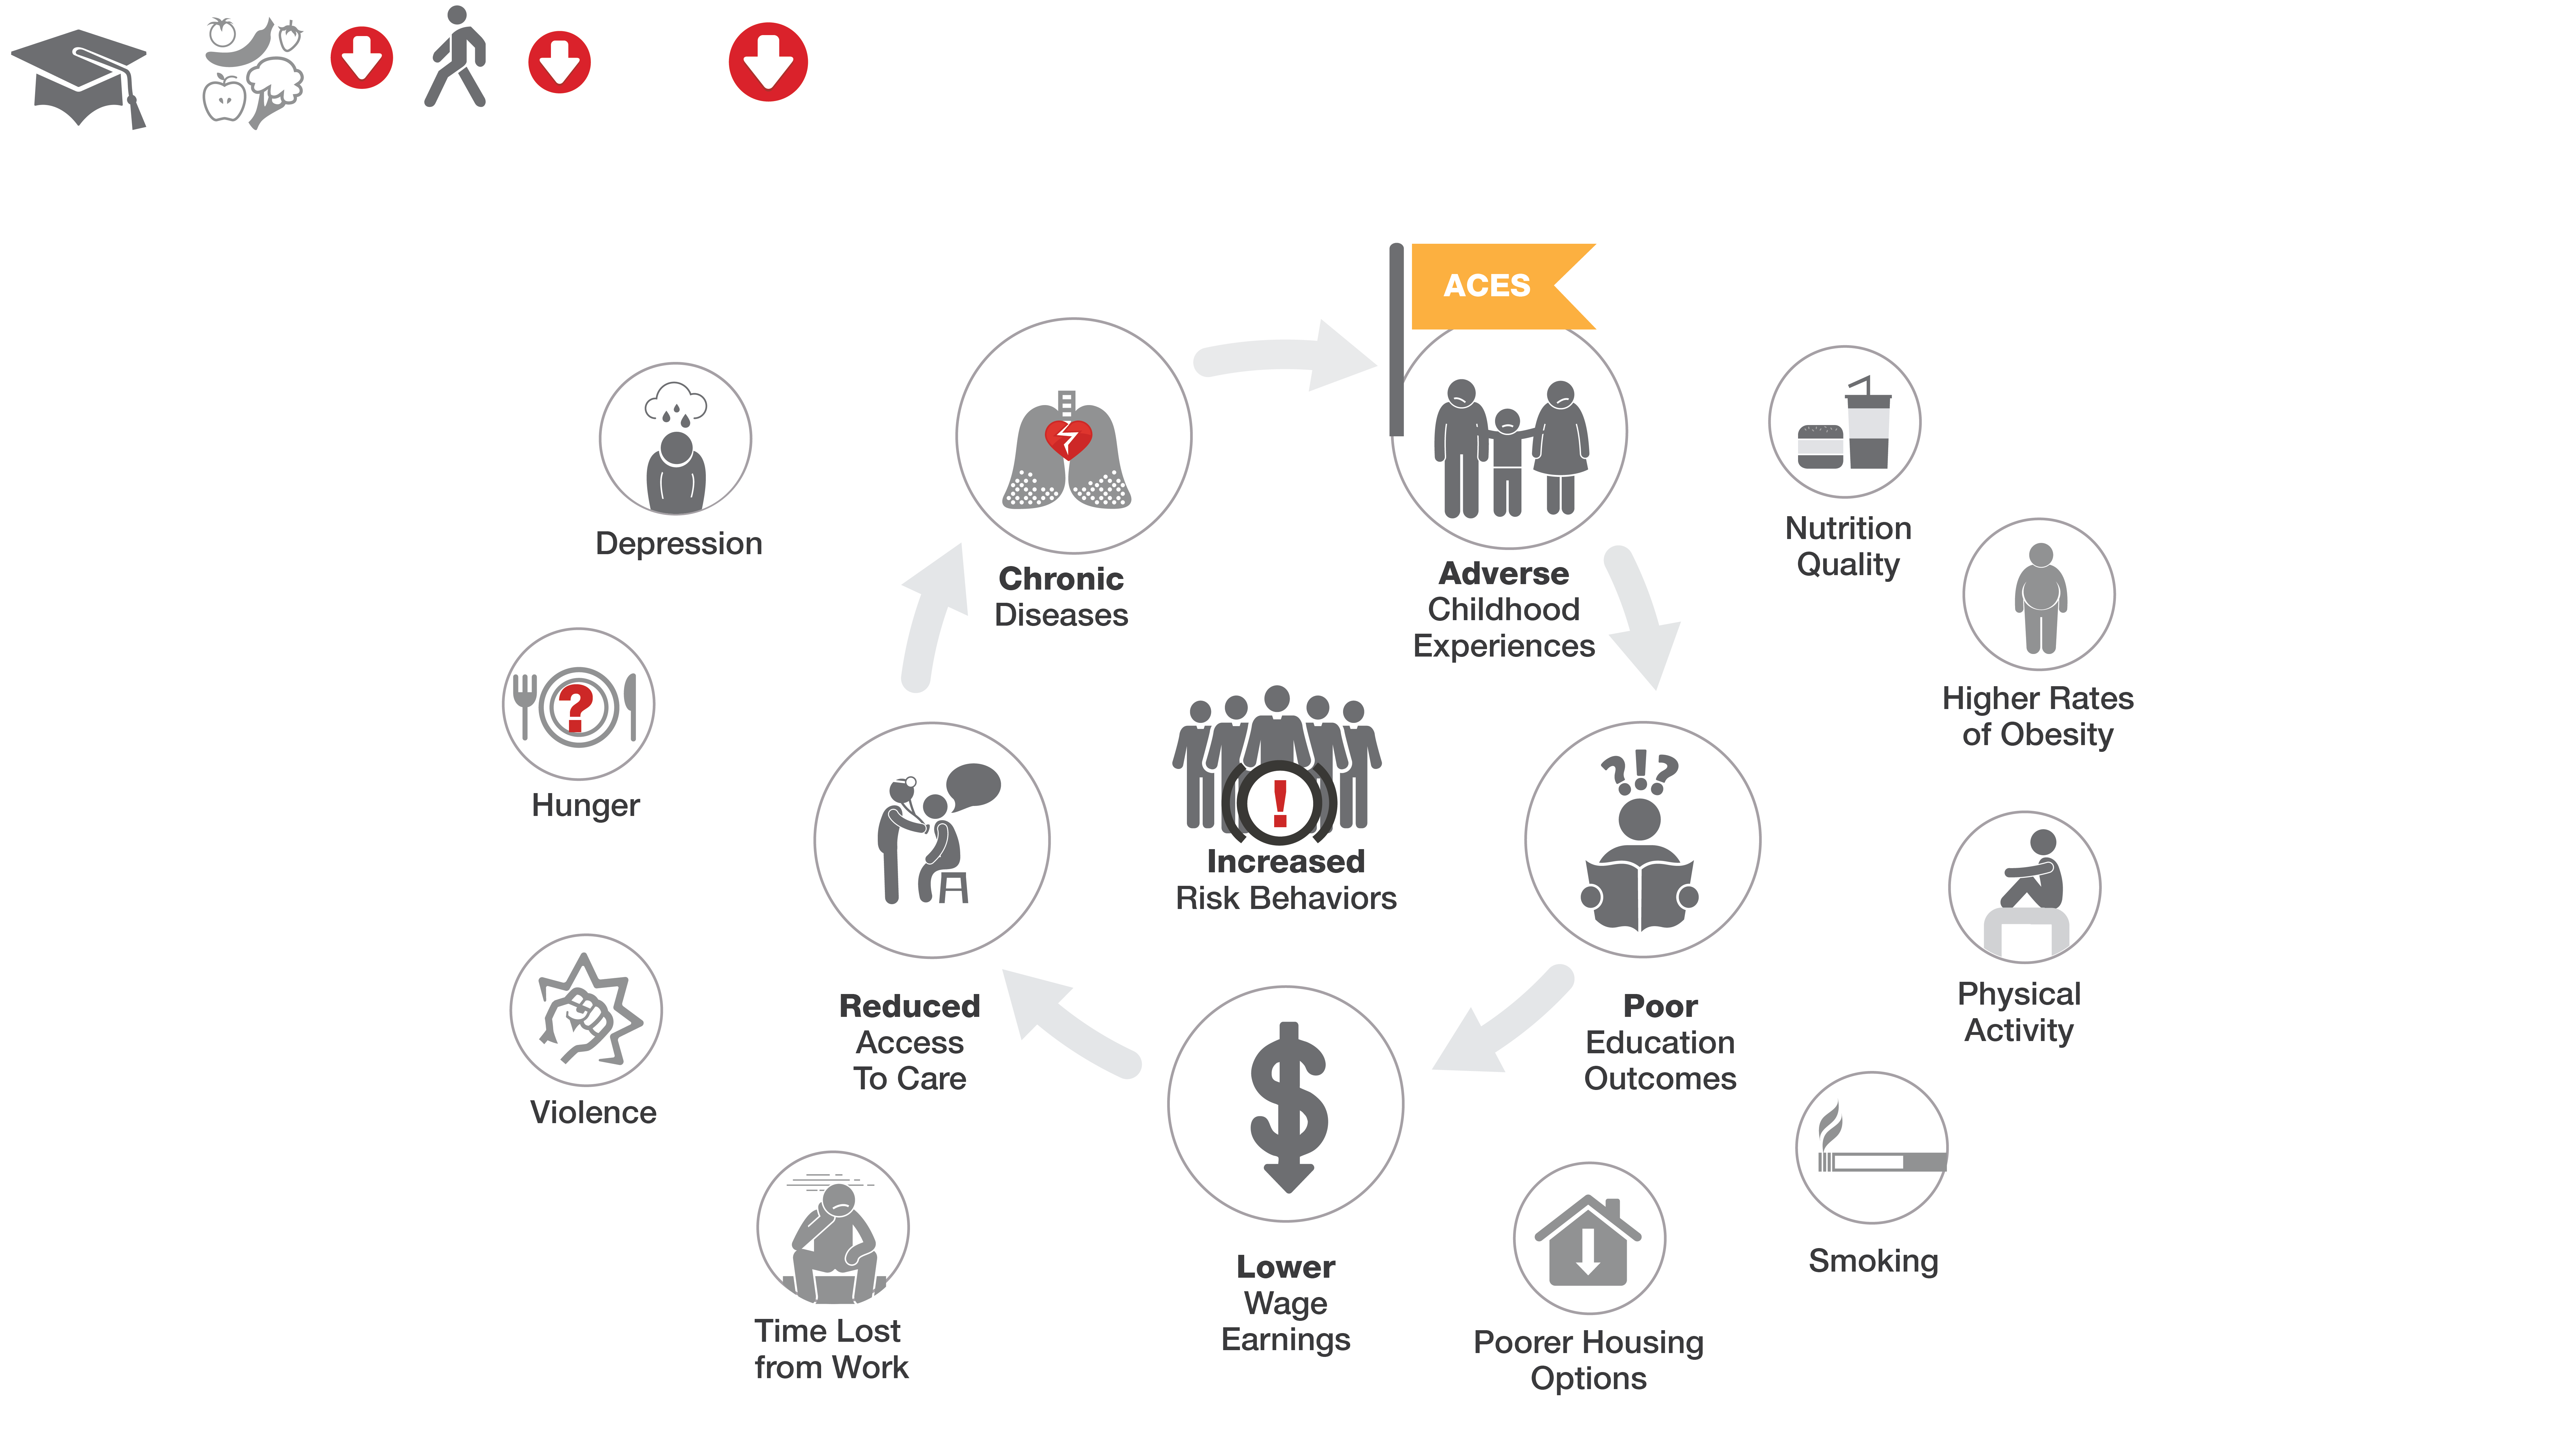 ACES
Depression
Chronic
Diseases
Adverse
Childhood
Experiences
Nutrition
Quality
Higher Rates
of Obesity
?
Hunger
?!?
!
Increased
Risk Behaviors
Physical
Activity
Reduced
Access
To Care
Poor
Education
Outcomes
Violence
$
Smoking
Lower
Wage
Earnings
Time Lost
from Work
Poorer Housing
Options